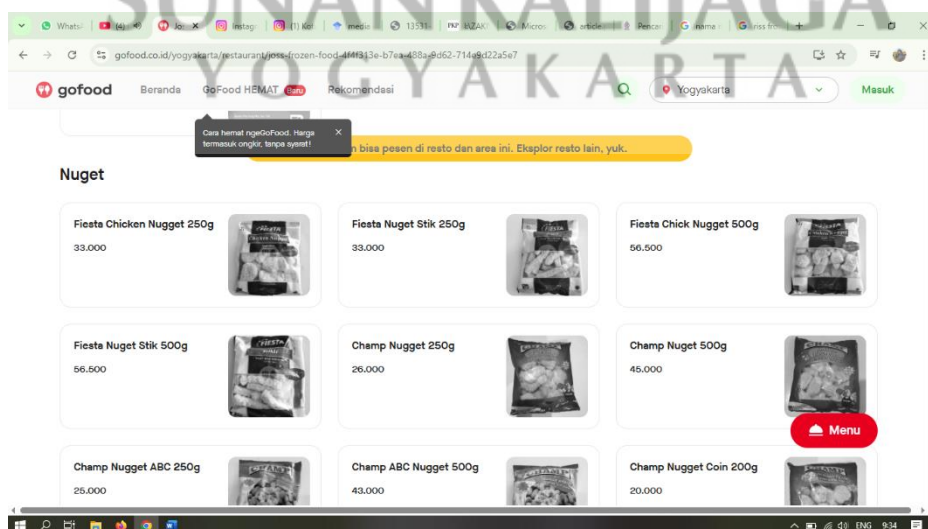 SUNAN KALIJAGA
YOGYAKARTA
gofood.co.id/yogyakarta/restaurant/joss-frozen-food-4f4f313e-b7ea-488a-9d62-714e9d22a5e7
gofood Beranda GoFood HEMAT Baru Rekomendasi Yogyakarta Masuk
Cara hemat ngeGoFood. Harga
termasuk ongkir, tanpa syarat!
bisa pesen di resto dan area ini. Eksplor resto lain, yuk.
Nuget
Fiesta Chicken Nugget 250g
33.000
Fiesta Nuget Stik 250g
33.000
Fiesta Chick Nugget 500g
56.500
Fiesta Nuget Stik 500g
56.500
Champ Nugget 250g
26.000
Champ Nuget 500g
45.000
Menu
Champ Nugget ABC 250g
25.000
Champ ABC Nugget 500g
43.000
Champ Nugget Coin 200g
20.000
ENG 9:34